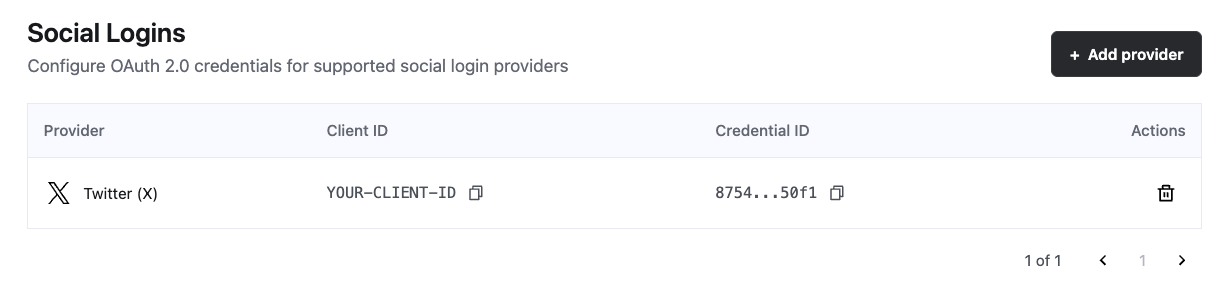 Social Logins
Configure OAuth 2.0 credentials for supported social login providers
+ Add provider
Provider Client ID Credential ID Actions
Twitter (X) YOUR-CLIENT-ID 8754...50f1
1 of 1 < 1 >